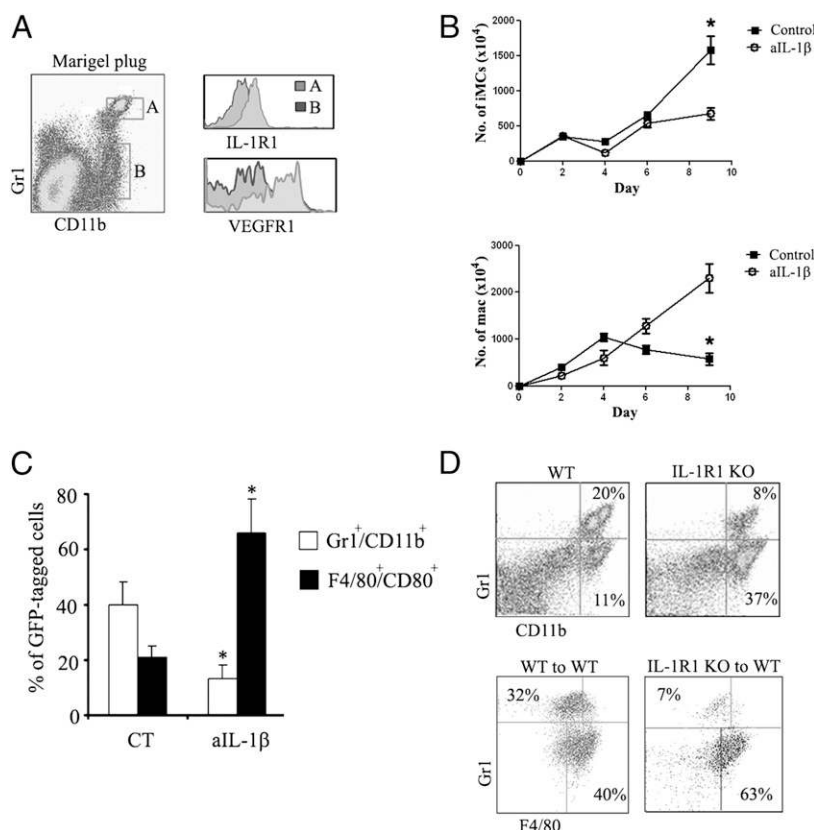 A
Marigel plug
Gr1
CD11b
A
B
A
B
IL-1R1
VEGFR1
B
No. of iMCs (x10⁴)
2000
1500
1000
500
0
0 2 4 6 8 10
Day
*
Control
aIL-1β
No. of mac (x10⁴)
3000
2000
1000
0
0 2 4 6 8 10
Day
*
Control
aIL-1β
C
% of GFP-tagged cells
80
60
40
20
0
CT aIL-1β
*
*
Gr1⁺/CD11b⁺
F4/80⁺/CD80⁺
D
WT
IL-1R1 KO
20%
8%
11%
37%
Gr1
CD11b
WT to WT
IL-1R1 KO to WT
32%
7%
40%
63%
Gr1
F4/80